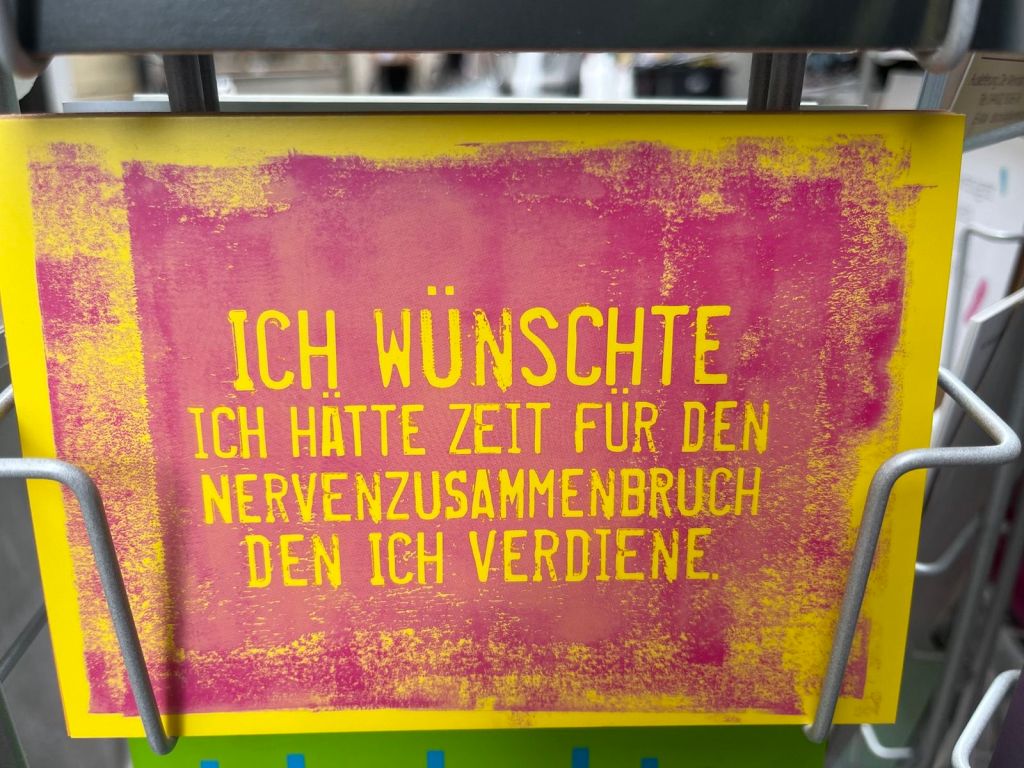 ICH WÜNSCHTE
ICH HÄTTE ZEIT FÜR DEN
NERVENZUSAMMENBRUCH
DEN ICH VERDIENE.